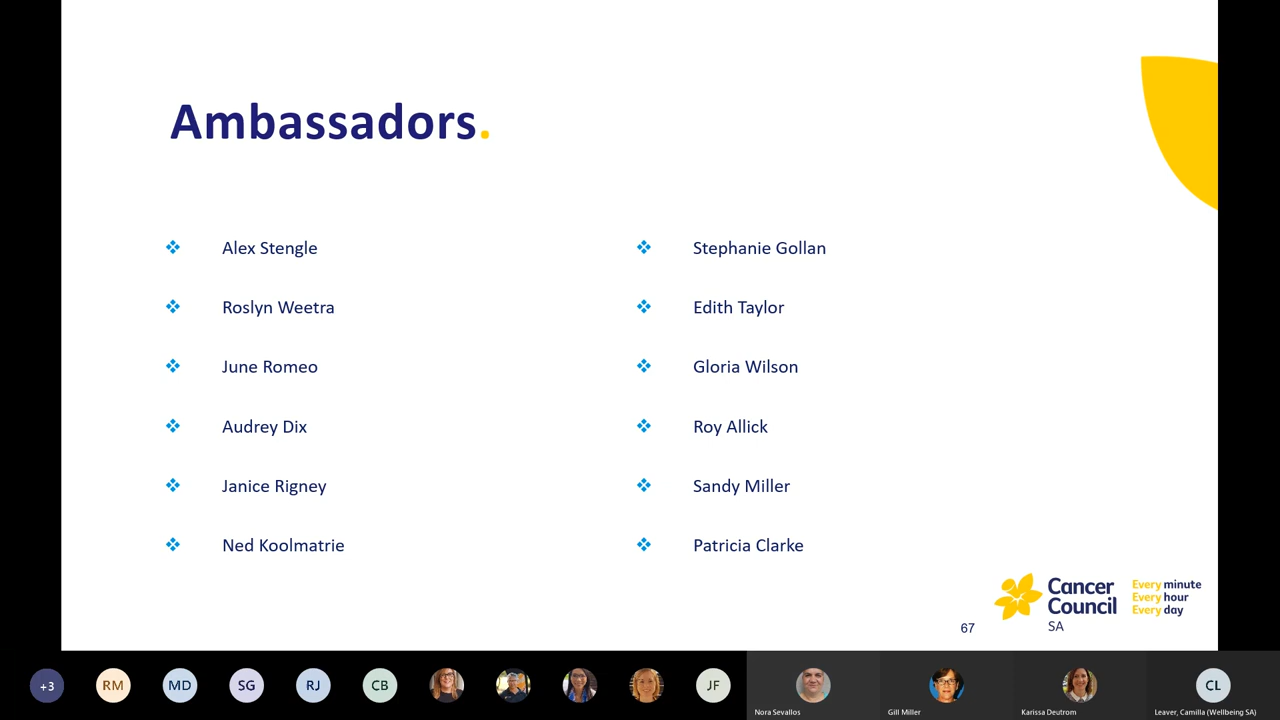 Ambassadors.
Alex Stengle
Roslyn Weetra
June Romeo
Audrey Dix
Janice Rigney
Ned Koolmatrie
Stephanie Gollan
Edith Taylor
Gloria Wilson
Roy Allick
Sandy Miller
Patricia Clarke
67
Cancer
Council
SA
Every minute
Every hour
Every day
+3
RM
MD
SG
RJ
CB
JF
CL
Nora Sevallos
Gill Miller
Karissa Deutrom
Leaver, Camilla (Wellbeing SA)